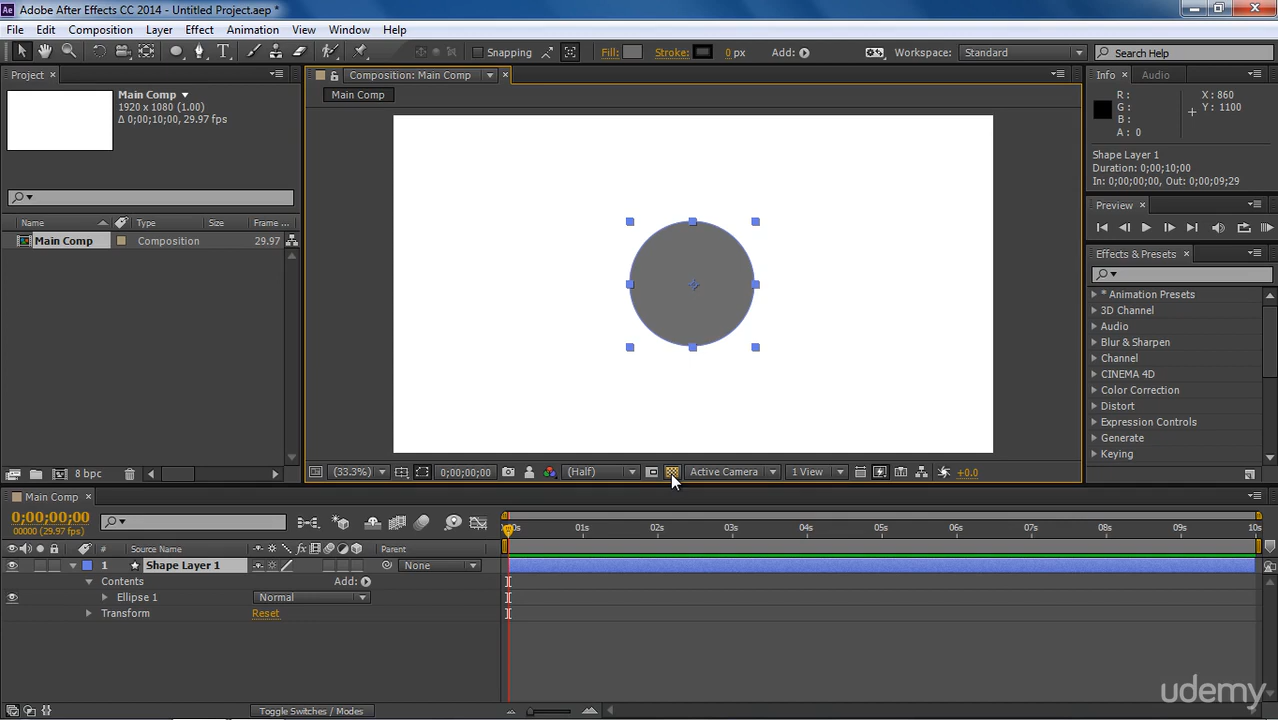 Adobe After Effects CC 2014 - Untitled Project.aep *
File Edit Composition Layer Effect Animation View Window Help
Snapping Fill: Stroke: 0 px Add: Workspace: Standard Search Help
Project Composition: Main Comp Info Audio
Main Comp
1920 x 1080 (1.00)
Δ 0;00;10;00, 29.97 fps
Main Comp
R: X: 860
G: Y: 1100
B:
A: 0
Shape Layer 1
Duration: 0;00;10;00
In: 0;00;00;00, Out: 0;00;09;29
Preview
Name Type Size Frame ...
Main Comp Composition 29.97
Effects & Presets
* Animation Presets
3D Channel
Audio
Blur & Sharpen
Channel
CINEMA 4D
Color Correction
Distort
Expression Controls
Generate
Keying
8 bpc (33.3%) 0;00;00;00 (Half) Active Camera 1 View +0.0
Main Comp
0;00;00;00
00000 (29.97 fps)
01s 02s 03s 04s 05s 06s 07s 08s 09s 10s
# Source Name Parent
1 Shape Layer 1 None
Contents Add:
Ellipse 1 Normal
Transform Reset
Toggle Switches / Modes
udemy